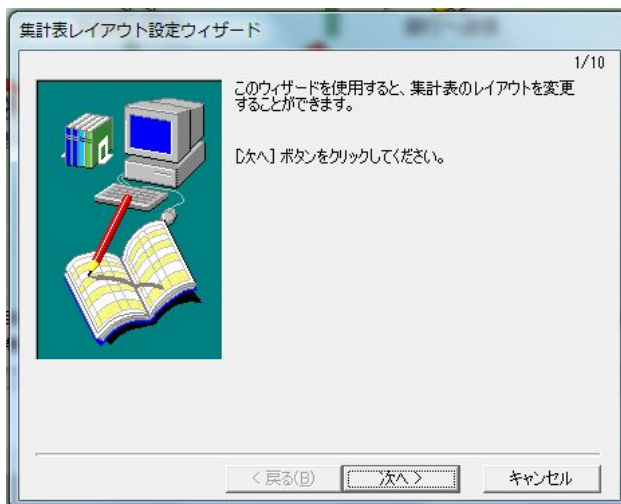 集計表レイアウト設定ウィザード
1/10
このウィザードを使用すると、集計表のレイアウトを変更
することができます。
[次へ] ボタンをクリックしてください。
< 戻る(B)
次へ >
キャンセル